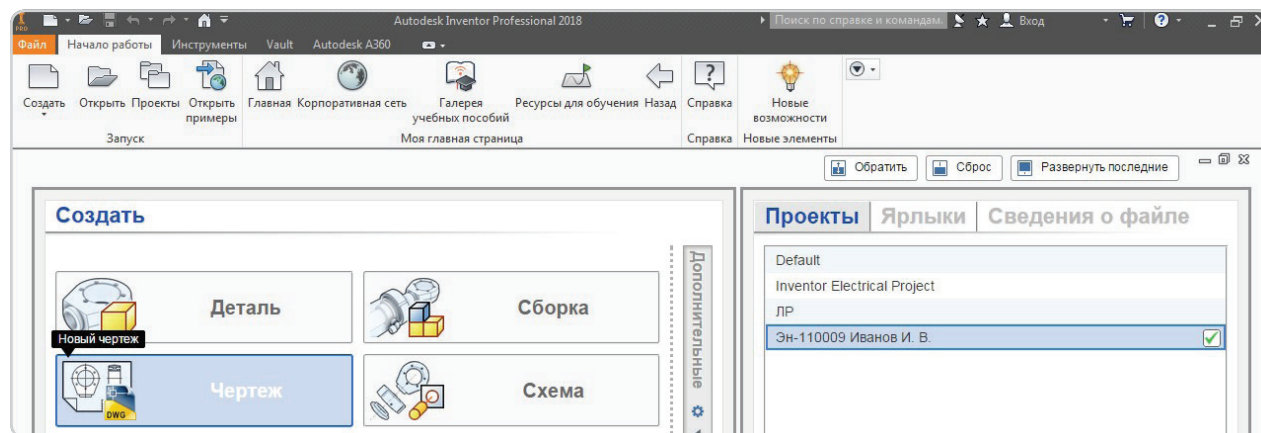 PRO
Autodesk Inventor Professional 2018
Поиск по справке и командам.
Вход
Файл Начало работы Инструменты Vault Autodesk A360
Создать Открыть Проекты Открыть примеры Главная Корпоративная сеть Галерея учебных пособий Ресурсы для обучения Назад Справка Новые возможности
Запуск Моя главная страница Справка Новые элементы
Обратить Сброс Развернуть последние
Создать
Деталь Сборка
Новый чертеж
Чертеж Схема
DWG
Дополнительные
Проекты Ярлыки Сведения о файле
Default
Inventor Electrical Project
ЛР
Эн-110009 Иванов И. В.